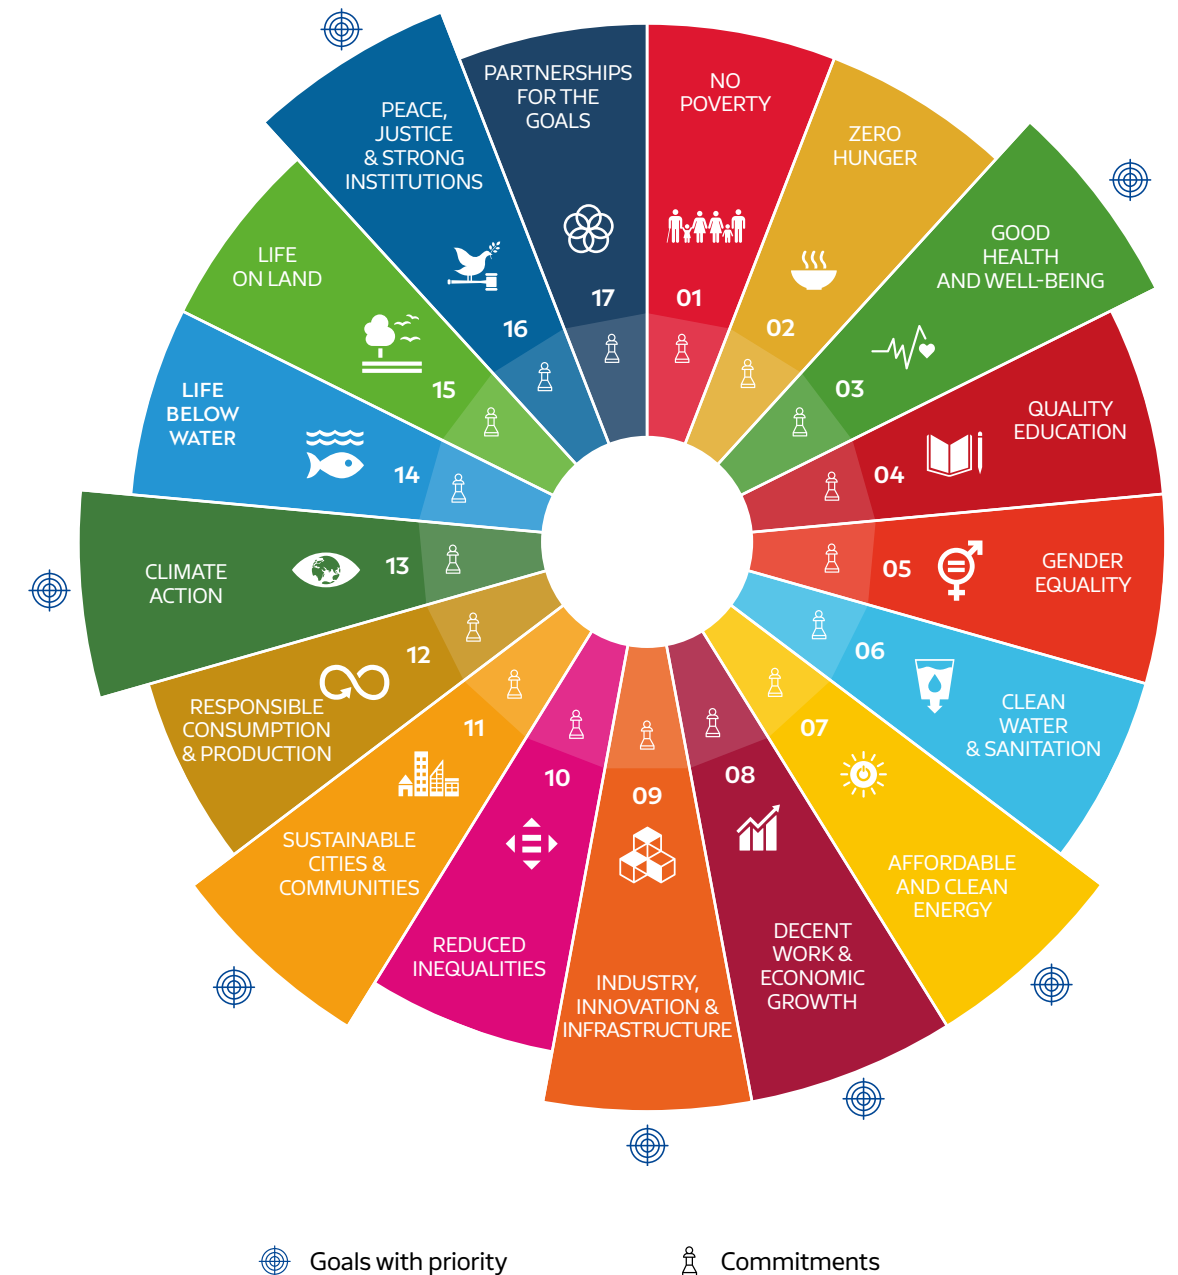 NO
POVERTY
01
ZERO
HUNGER
02
GOOD
HEALTH
AND WELL-BEING
03
QUALITY
EDUCATION
04
GENDER
EQUALITY
05
CLEAN
WATER
& SANITATION
06
AFFORDABLE
AND CLEAN
ENERGY
07
DECENT
WORK &
ECONOMIC
GROWTH
08
INDUSTRY,
INNOVATION &
INFRASTRUCTURE
09
REDUCED
INEQUALITIES
10
SUSTAINABLE
CITIES &
COMMUNITIES
11
RESPONSIBLE
CONSUMPTION
& PRODUCTION
12
CLIMATE
ACTION
13
LIFE
BELOW
WATER
14
LIFE
ON LAND
15
PEACE,
JUSTICE
& STRONG
INSTITUTIONS
16
PARTNERSHIPS
FOR THE
GOALS
17
Goals with priority
Commitments